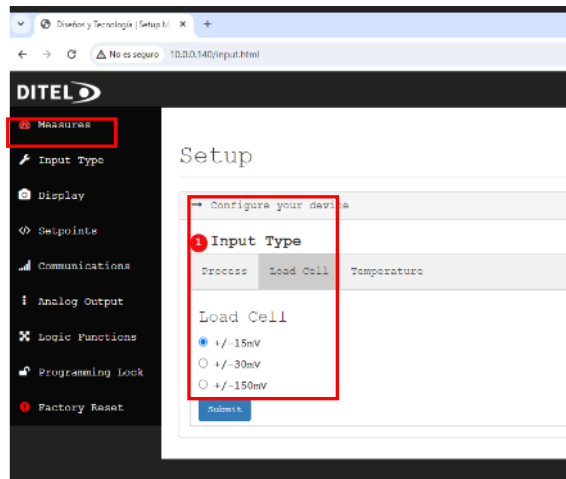 Diseños y Tecnología | Setup M
No es seguro 10.0.0.140/input.html
DITEL
Measures
Input Type
Display
Setpoints
Communications
Analog Output
Logic Functions
Programming Lock
Factory Reset
Setup
→ Configure your device
1 Input Type
Process Load Cell Temperature
Load Cell
+/-15mV
+/-30mV
+/-150mV
Submit